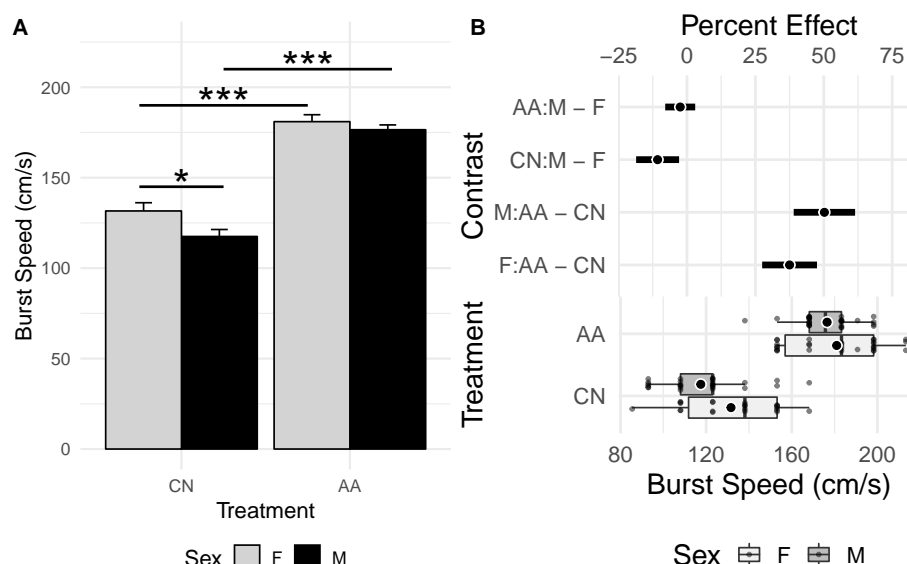 A
Burst Speed (cm/s)
200
150
100
50
0
***
***
*
CN
AA
Treatment
Sex F M
B
Percent Effect
−25 0 25 50 75
Contrast
AA:M − F
CN:M − F
M:AA − CN
F:AA − CN
Treatment
AA
CN
80 120 160 200
Burst Speed (cm/s)
Sex F M